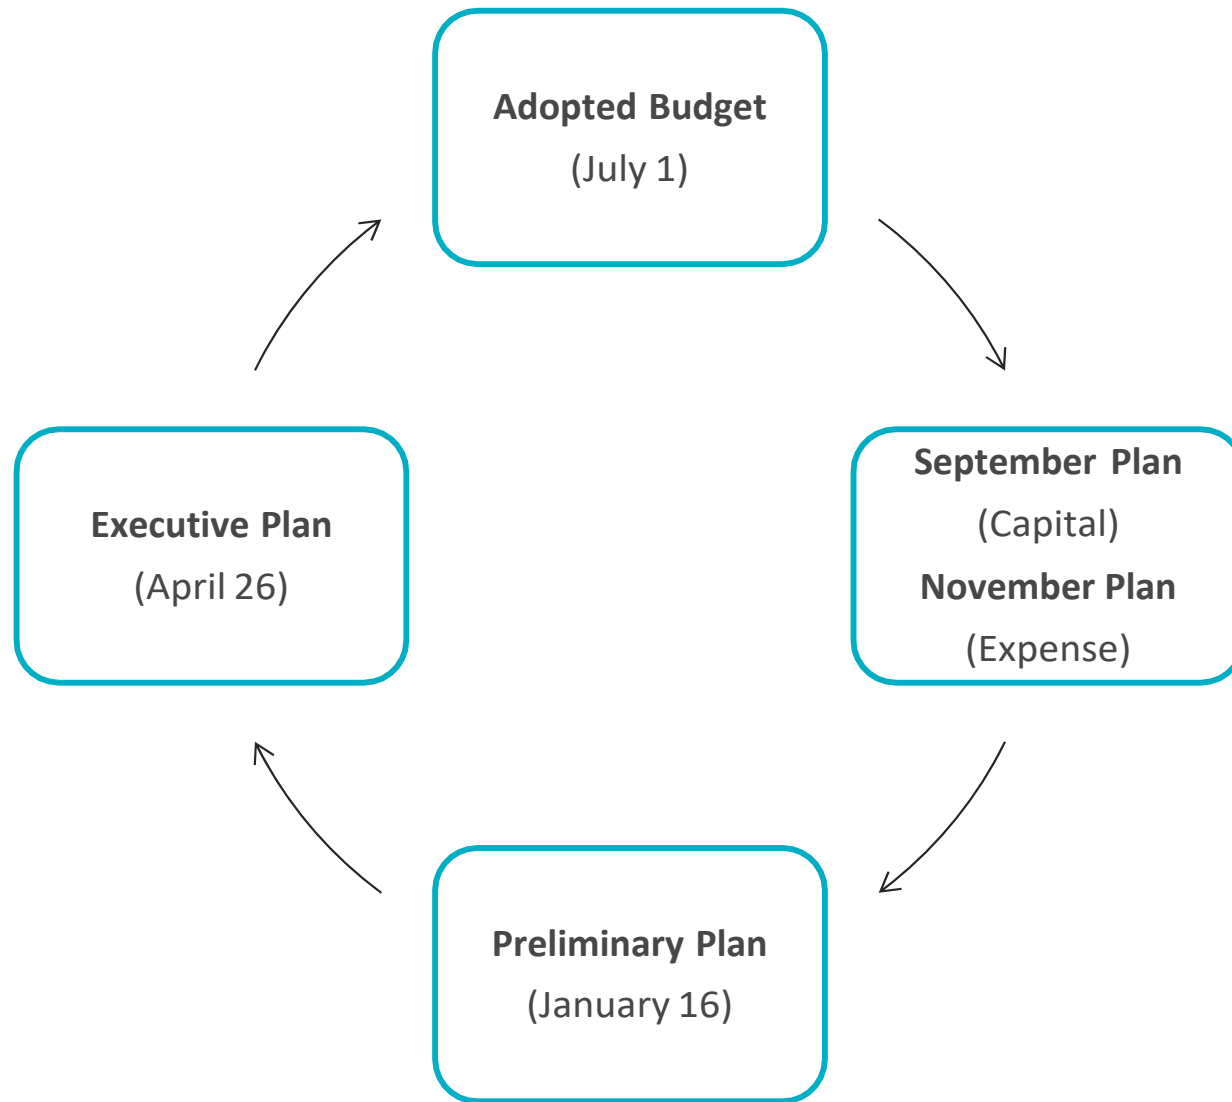 Adopted Budget
(July 1)
Executive Plan
(April 26)
September Plan
(Capital)
November Plan
(Expense)
Preliminary Plan
(January 16)